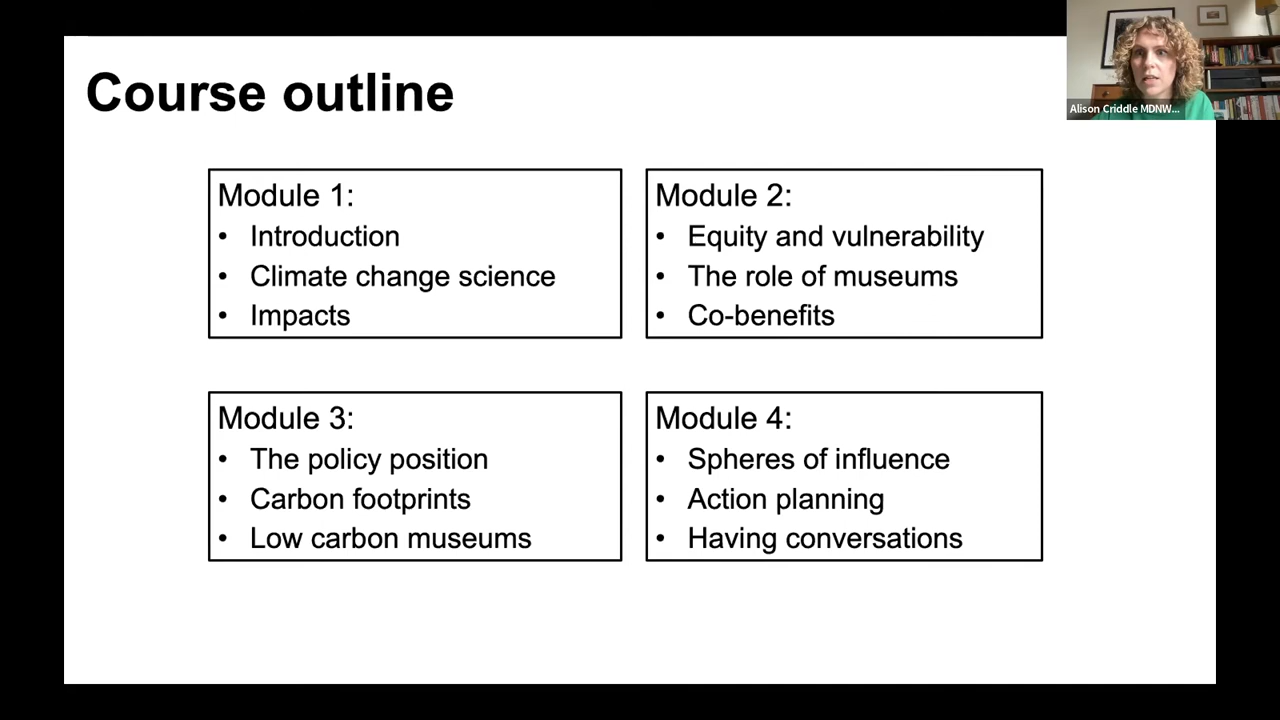 Course outline
Alison Criddle MDNW...
Module 1:
• Introduction
• Climate change science
• Impacts
Module 2:
• Equity and vulnerability
• The role of museums
• Co-benefits
Module 3:
• The policy position
• Carbon footprints
• Low carbon museums
Module 4:
• Spheres of influence
• Action planning
• Having conversations